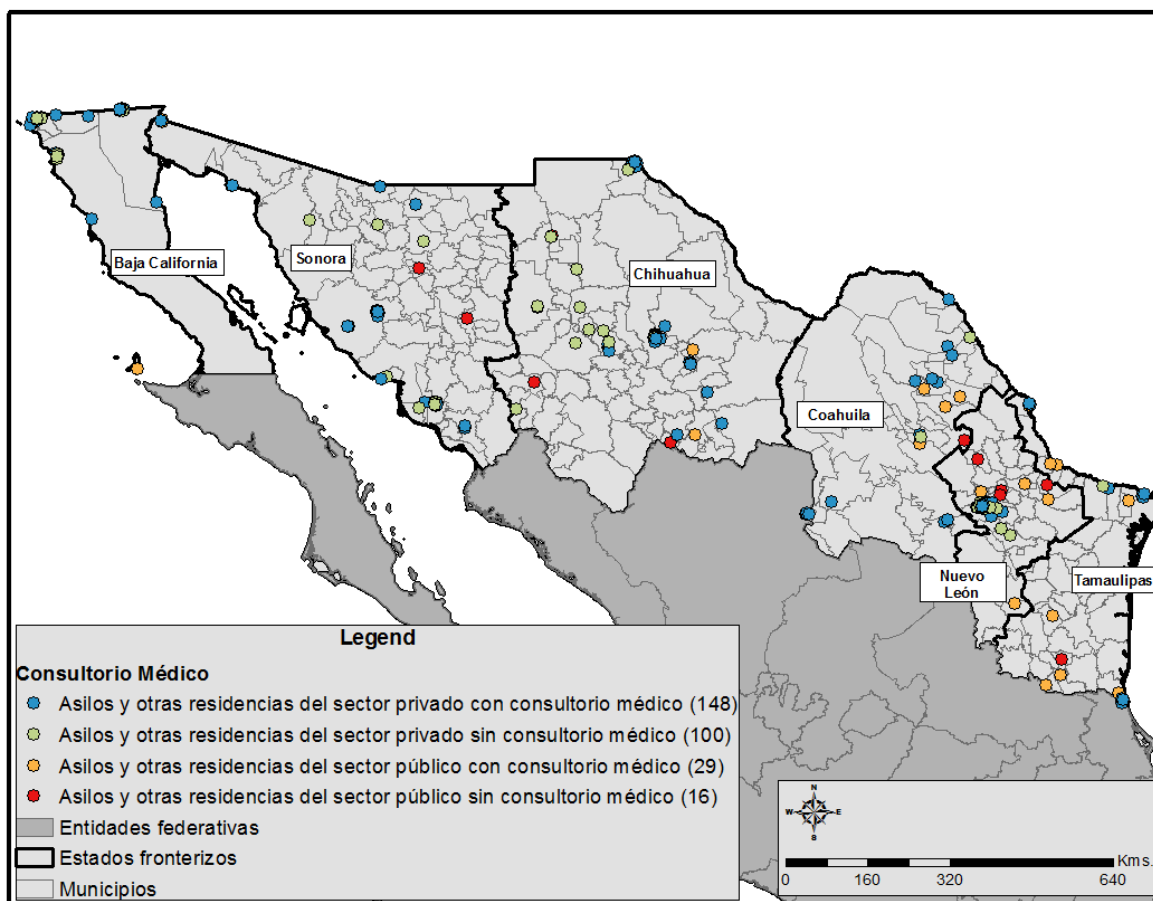 Baja California
Sonora
Chihuahua
Coahuila
Nuevo
León
Tamaulipas
Legend
Consultorio Médico
Asilos y otras residencias del sector privado con consultorio médico (148)
Asilos y otras residencias del sector privado sin consultorio médico (100)
Asilos y otras residencias del sector público con consultorio médico (29)
Asilos y otras residencias del sector público sin consultorio médico (16)
Entidades federativas
Estados fronterizos
Municipios
N
W E
S
Kms.
0 160 320 640